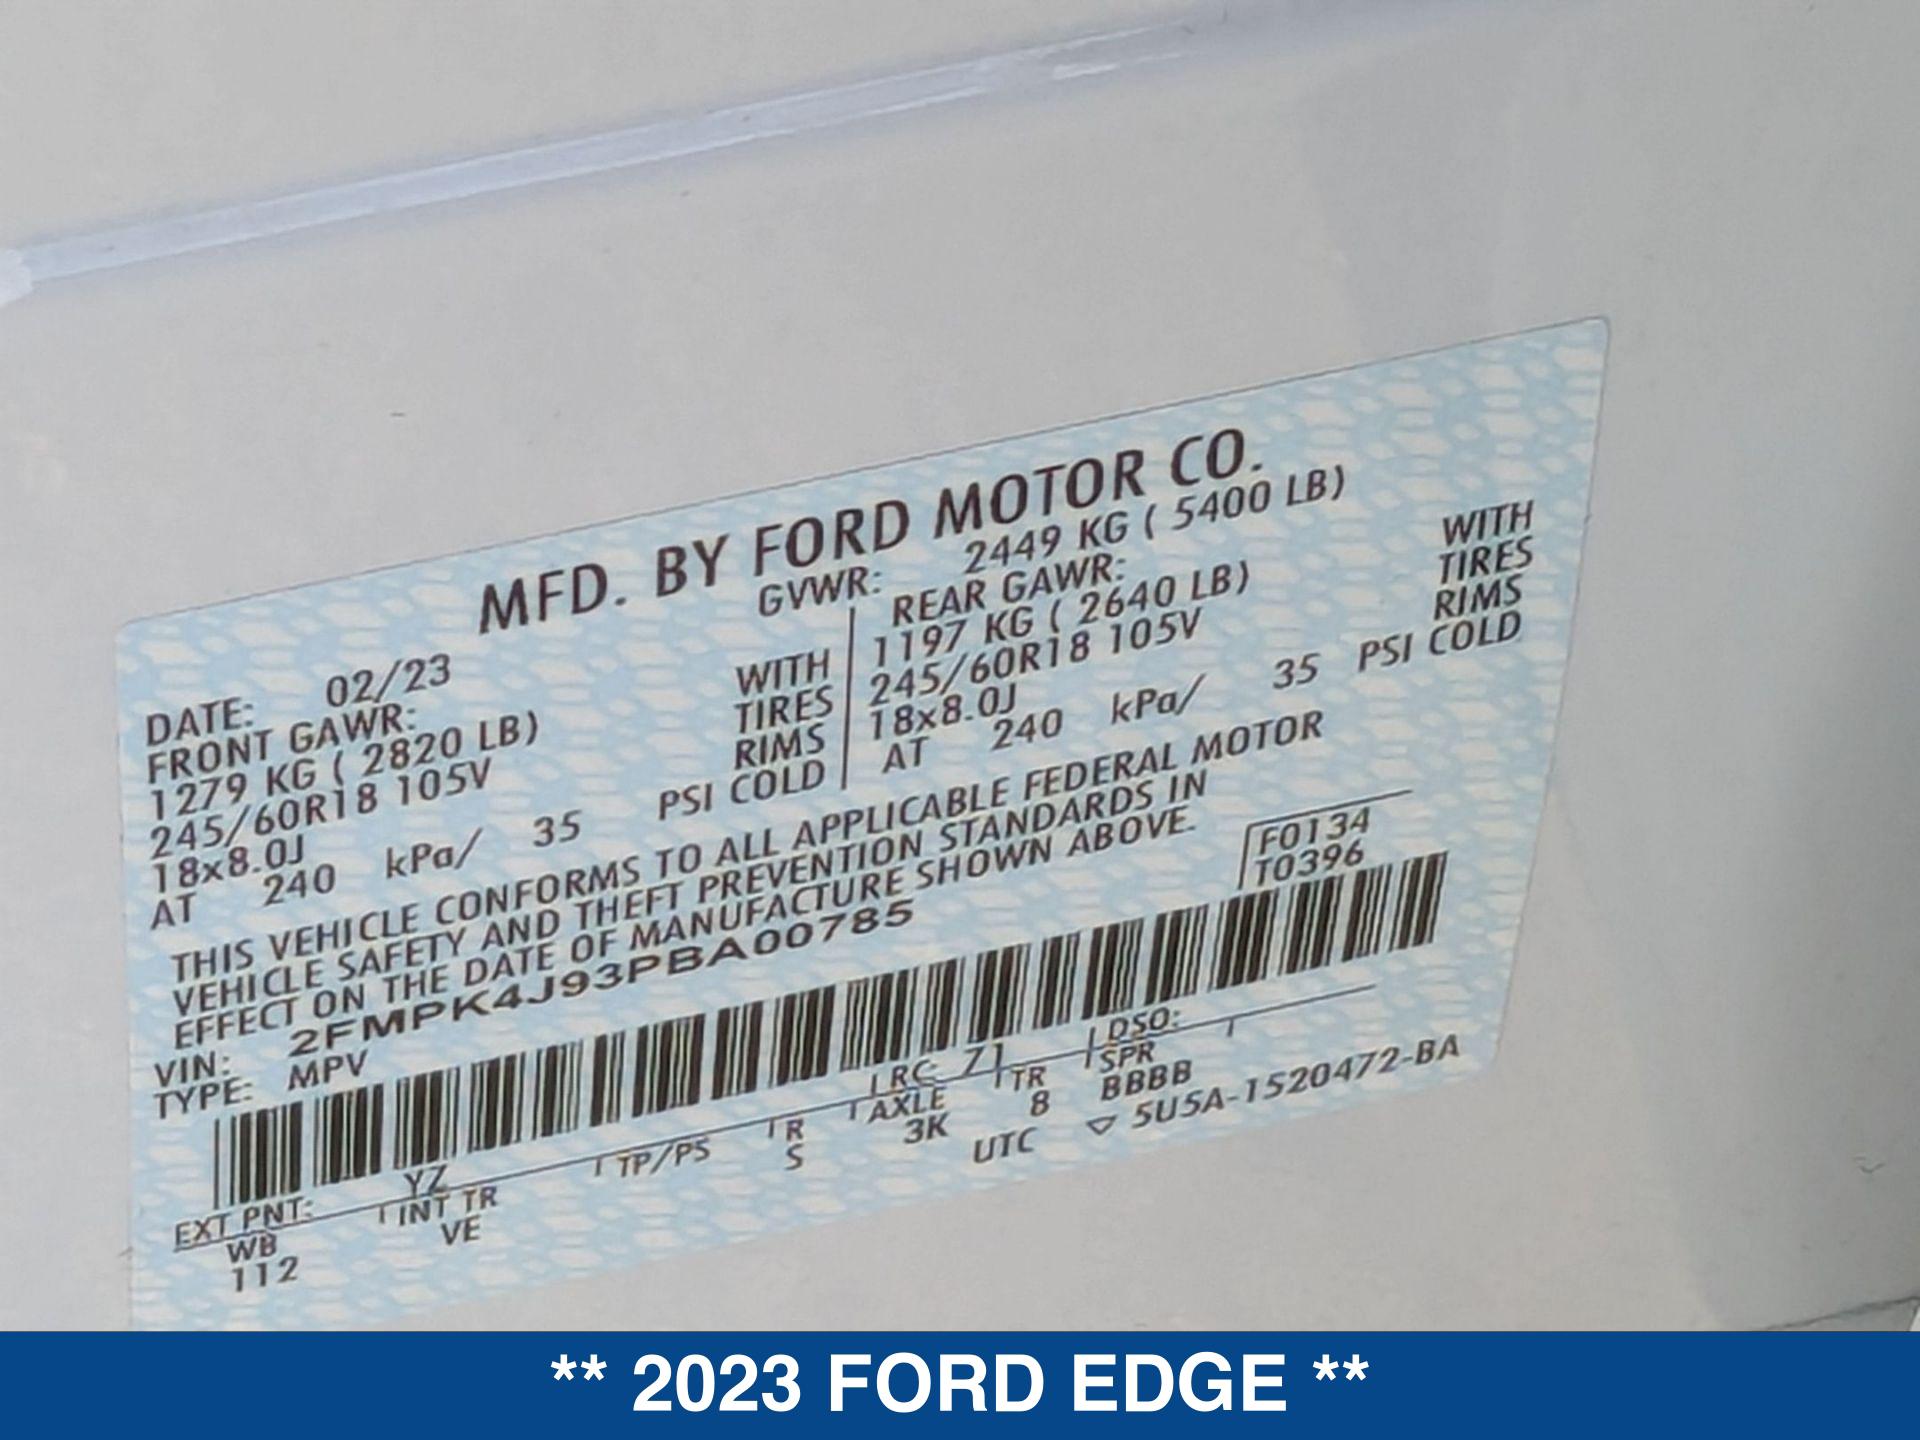 MFD. BY FORD MOTOR CO.
DATE: 02/23 GVWR: 2449 KG ( 5400 LB)
FRONT GAWR: REAR GAWR:
1279 KG ( 2820 LB) WITH 1197 KG ( 2640 LB) WITH
245/60R18 105V TIRES 245/60R18 105V TIRES
18x8.0J RIMS 18x8.0J RIMS
AT 240 kPa/ 35 PSI COLD AT 240 kPa/ 35 PSI COLD
THIS VEHICLE CONFORMS TO ALL APPLICABLE FEDERAL MOTOR
VEHICLE SAFETY AND THEFT PREVENTION STANDARDS IN
EFFECT ON THE DATE OF MANUFACTURE SHOWN ABOVE.
VIN: 2FMPK4J93PBA00785 F0134
TYPE: MPV T0396
EXT PNT: YZ RC: 71 DSO:
WB INT TR TP/PS R AXLE TR SPR
112 VE S 3K 8 BBBB
UTC ▽ 5U5A-1520472-BA
** 2023 FORD EDGE **